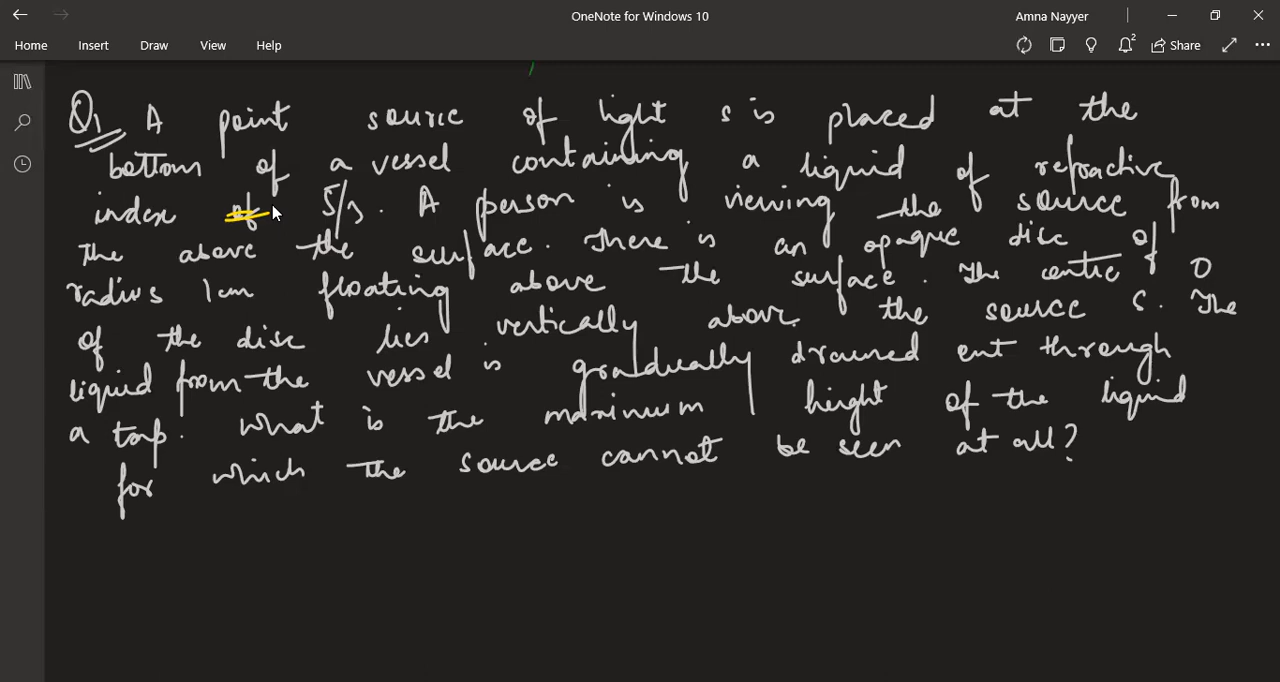 OneNote for Windows 10
Amna Nayyer
Home Insert Draw View Help
2 Share
Q1 A point source of light s is placed at the
bottom of a vessel containing a liquid of refractive
index of 5/3. A person is viewing the source from
the above the surface. There is an opaque disc of
radius 1cm floating above the surface. The centre O
of the disc lies vertically above the source S. The
liquid from the vessel is gradually drained out through
a tap. What is the maximum height of the liquid
for which the source cannot be seen at all?